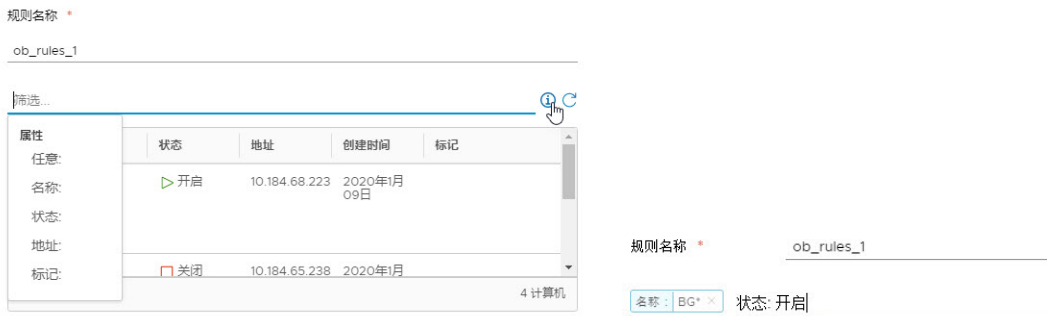 规则名称 *
ob_rules_1
筛选...
属性
任意:
名称:
状态:
地址:
标记:
状态 地址 创建时间 标记
开启 10.184.68.223 2020年1月
09日
关闭 10.184.65.238 2020年1月
4 计算机
规则名称 * ob_rules_1
名称: BG* × 状态: 开启